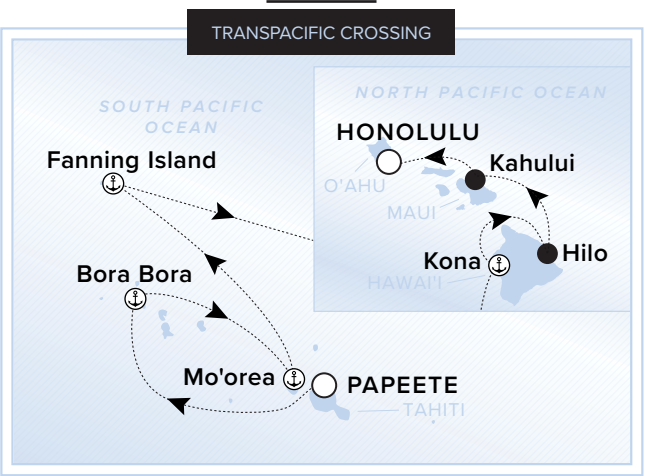 TRANSPACIFIC CROSSING
SOUTH PACIFIC
OCEAN
NORTH PACIFIC OCEAN
HONOLULU
Fanning Island
Kahului
O'AHU
MAUI
Kona
Hilo
HAWAI'I
Bora Bora
Mo'orea
PAPEETE
TAHITI